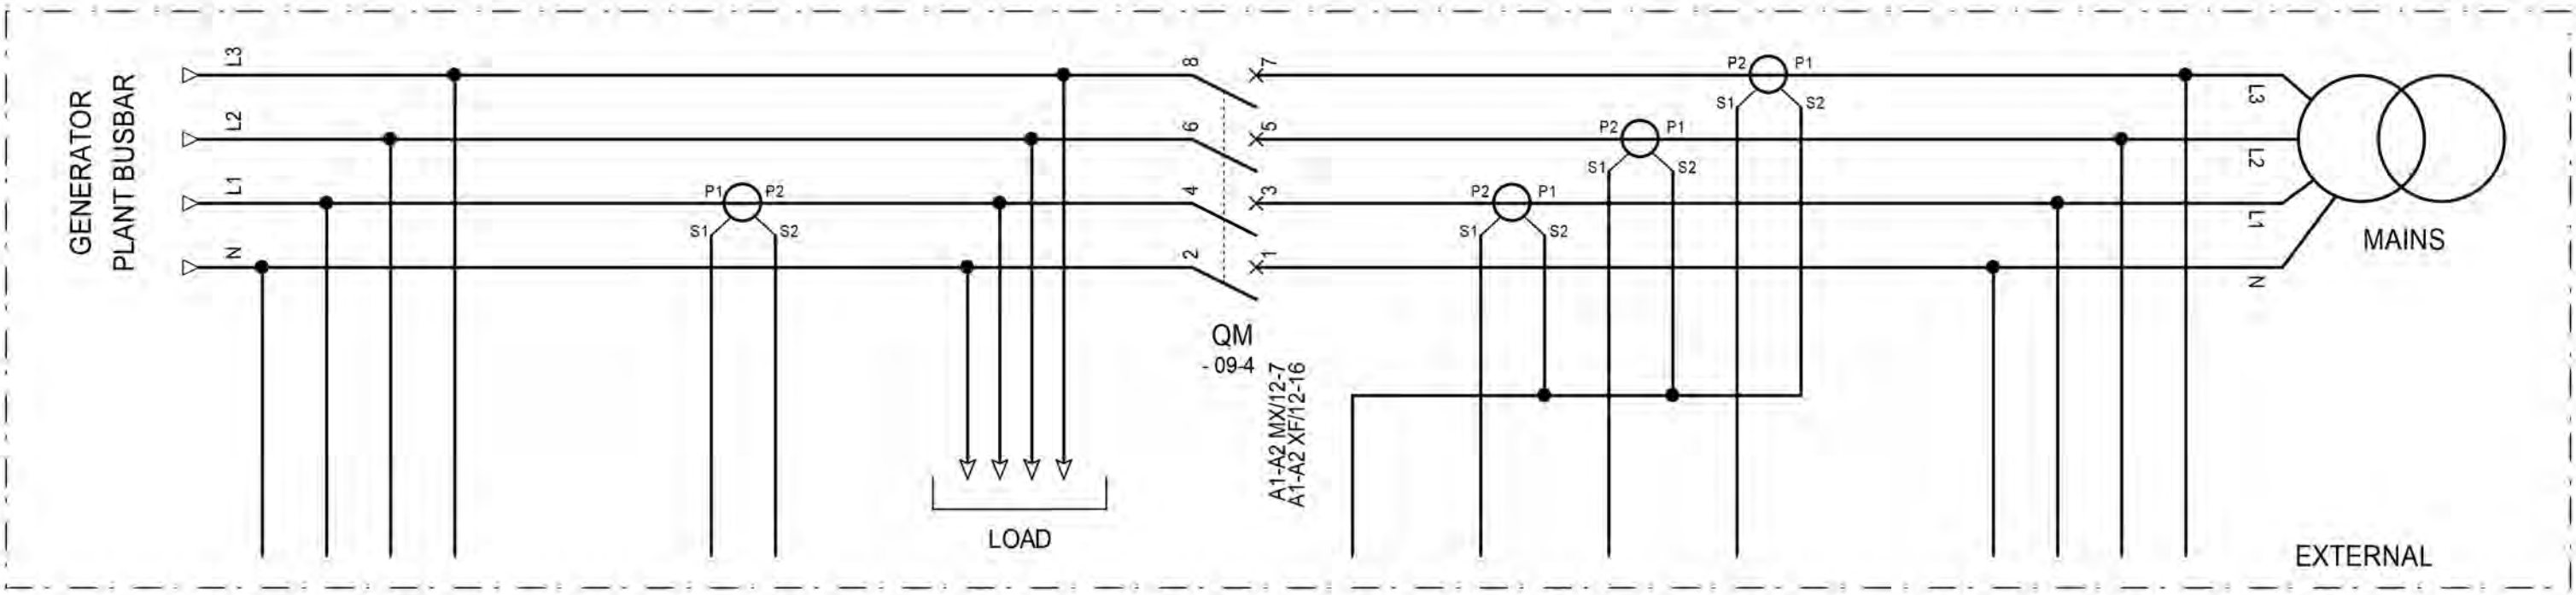 GENERATOR
PLANT BUSBAR
L3
L2
L1
N
P1
P2
S1
S2
LOAD
8
7
6
5
4
3
2
1
QM
- 09-4
A1-A2 MX/12-7
A1-A2 XF/12-16
P2
P1
S1
S2
P2
P1
S1
S2
P2
P1
S1
S2
L3
L2
L1
N
MAINS
EXTERNAL